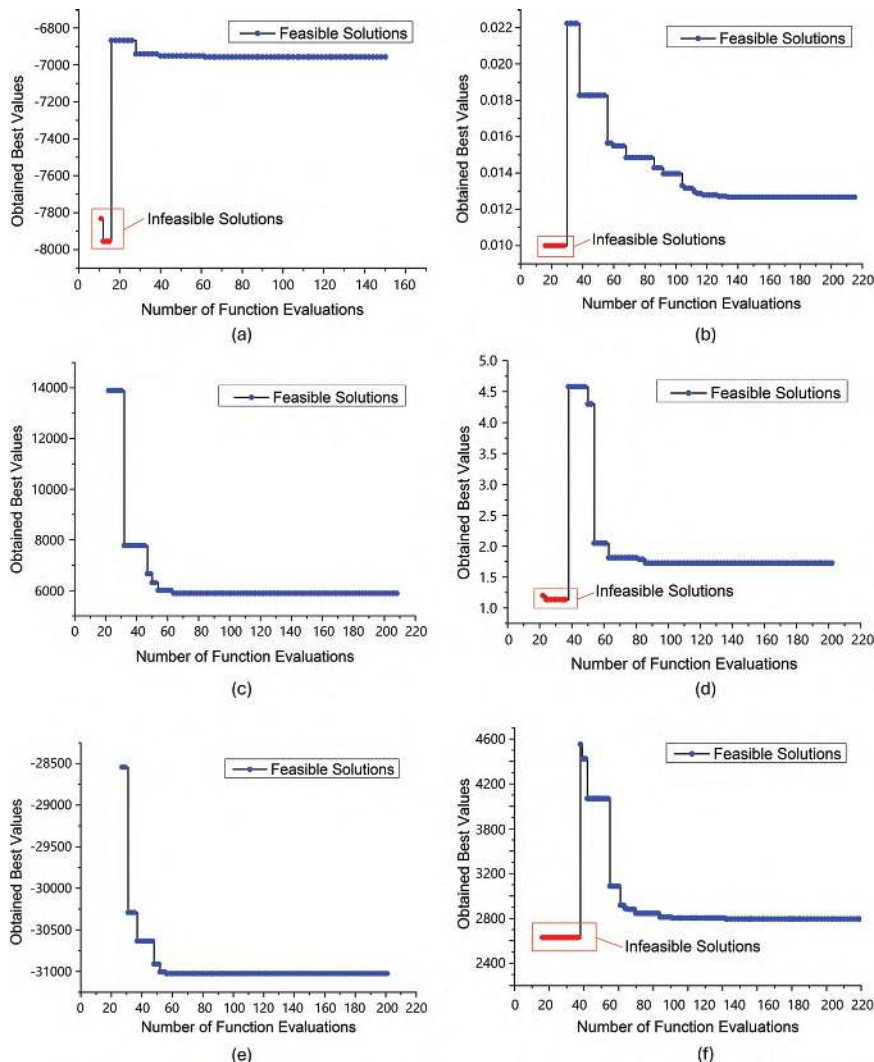 -6800
-7000
-7200
-7400
-7600
-7800
-8000
Obtained Best Values
Feasible Solutions
Infeasible Solutions
0 20 40 60 80 100 120 140 160
Number of Function Evaluations
(a)
0.022
0.020
0.018
0.016
0.014
0.012
0.010
Obtained Best Values
Feasible Solutions
Infeasible Solutions
0 20 40 60 80 100 120 140 160 180 200 220
Number of Function Evaluations
(b)
14000
12000
10000
8000
6000
Obtained Best Values
Feasible Solutions
0 20 40 60 80 100 120 140 160 180 200 220
Number of Function Evaluations
(c)
5.0
4.5
4.0
3.5
3.0
2.5
2.0
1.5
1.0
Obtained Best Values
Feasible Solutions
Infeasible Solutions
0 20 40 60 80 100 120 140 160 180 200 220
Number of Function Evaluations
(d)
-28500
-29000
-29500
-30000
-30500
-31000
Obtained Best Values
Feasible Solutions
0 20 40 60 80 100 120 140 160 180 200 220
Number of Function Evaluations
(e)
4600
4200
3800
3200
2800
2400
Obtained Best Values
Feasible Solutions
Infeasible Solutions
0 20 40 60 80 100 120 140 160 180 200 220
Number of Function Evaluations
(f)